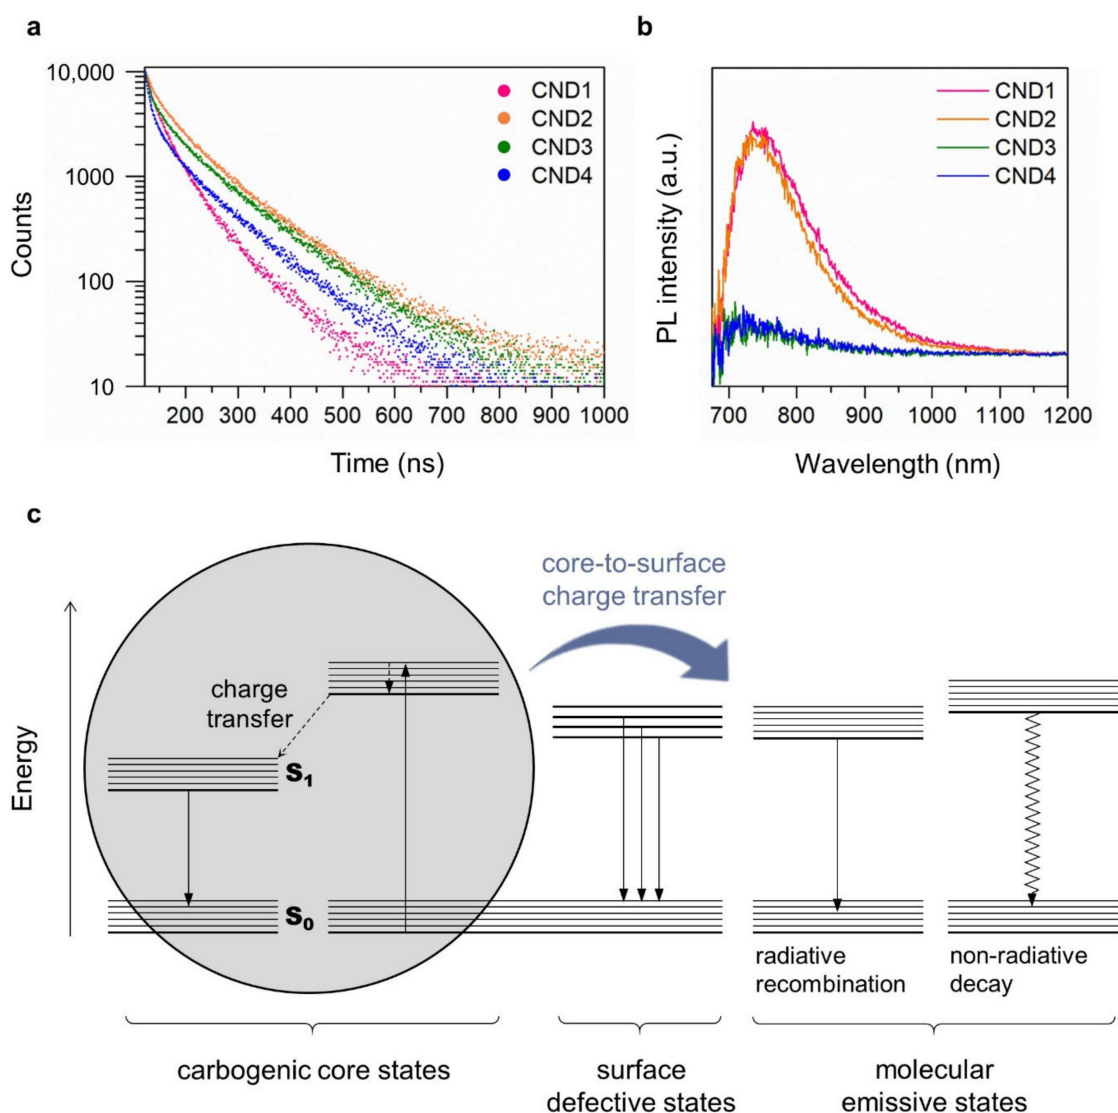 a
10,000
1000
100
10
Counts
CND1
CND2
CND3
CND4
200 300 400 500 600 700 800 900 1000
Time (ns)
b
PL intensity (a.u.)
CND1
CND2
CND3
CND4
700 800 900 1000 1100 1200
Wavelength (nm)
c
Energy
charge
transfer
S1
S0
core-to-surface
charge transfer
radiative
recombination
non-radiative
decay
carbogenic core states
surface
defective states
molecular
emissive states